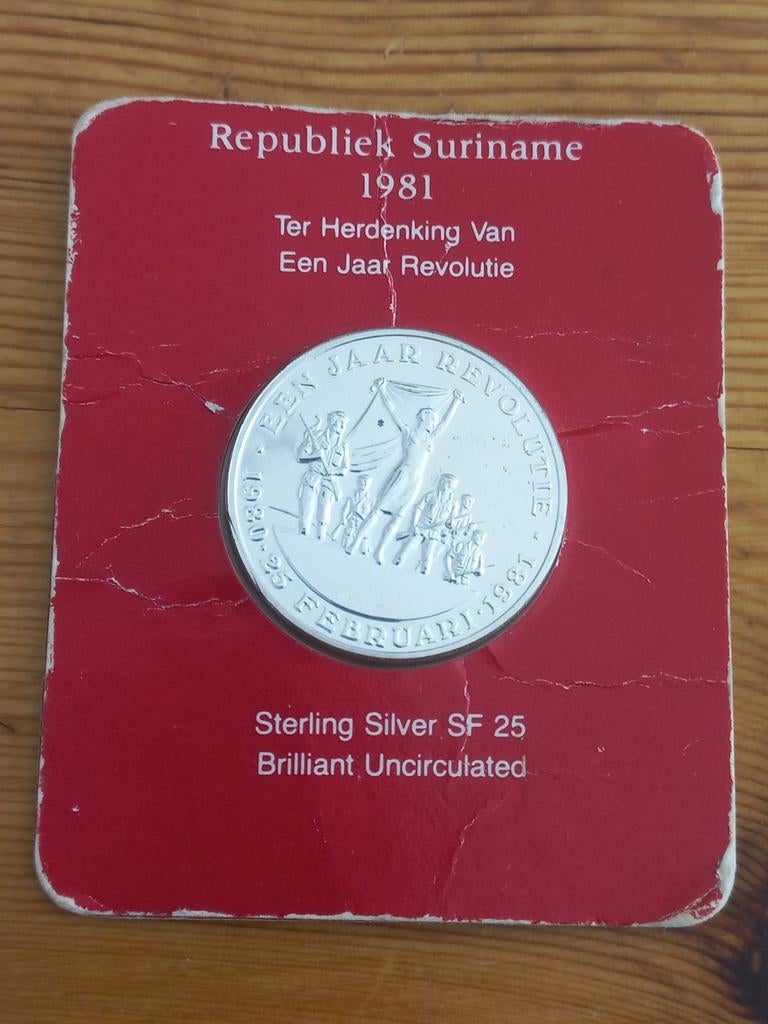 Republiek Suriname
1981
Ter Herdenking Van
Een Jaar Revolutie
EEN JAAR REVOLUTIE ·
1980 · 25 FEBRUARI · 1981
Sterling Silver SF 25
Brilliant Uncirculated